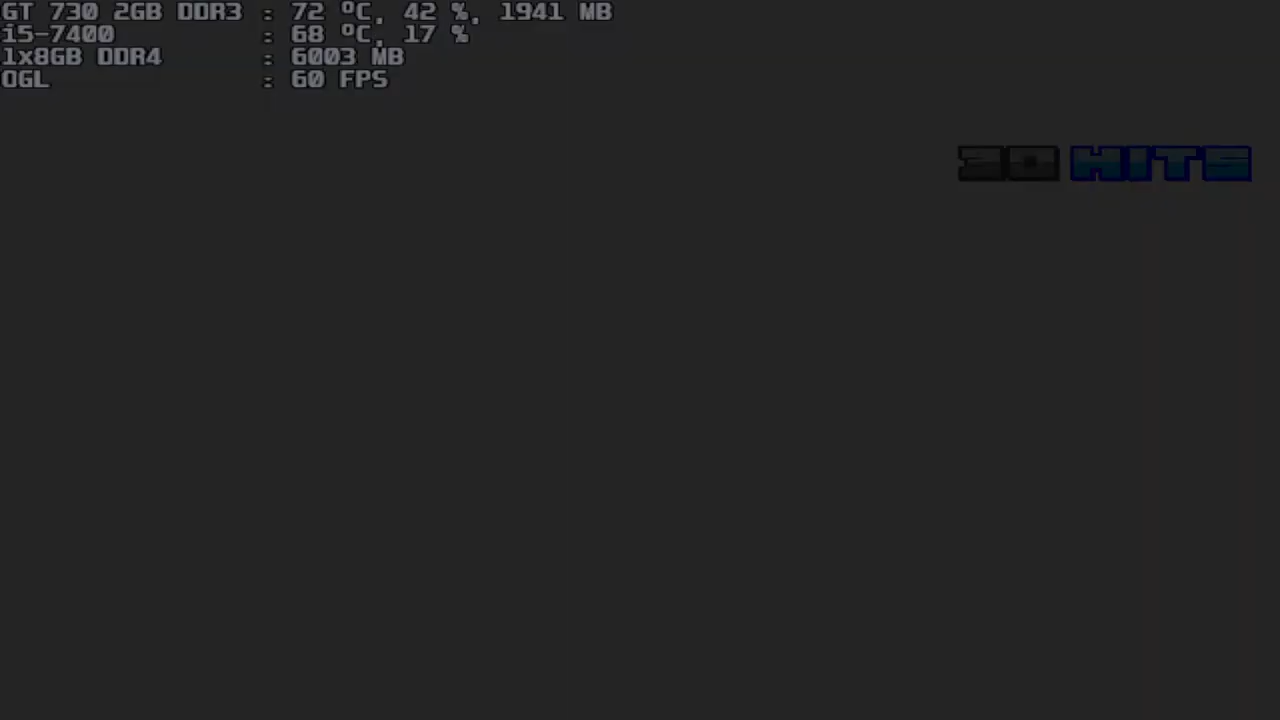 GT 730 2GB DDR3 : 72 ºC, 42 %, 1941 MB
i5-7400 : 68 ºC, 17 %
1x8GB DDR4 : 6003 MB
OGL : 60 FPS
30 HITS